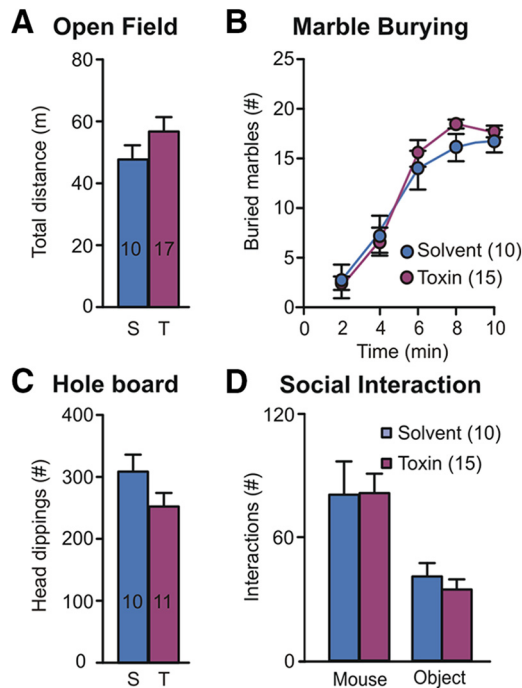 A Open Field
80
60
40
20
0
Total distance (m)
10 17
S T
B Marble Burying
25
20
15
10
5
0
Buried marbles (#)
Solvent (10)
Toxin (15)
0 2 4 6 8 10
Time (min)
C Hole board
400
300
200
100
0
Head dippings (#)
10 11
S T
D Social Interaction
120
60
0
Interactions (#)
Solvent (10)
Toxin (15)
Mouse Object